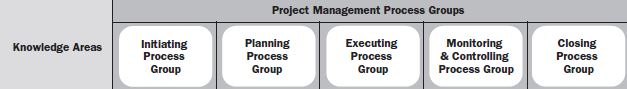 Project Management Process Groups
Knowledge Areas
Initiating
Process
Group
Planning
Process
Group
Executing
Process
Group
Monitoring
& Controlling
Process Group
Closing
Process
Group